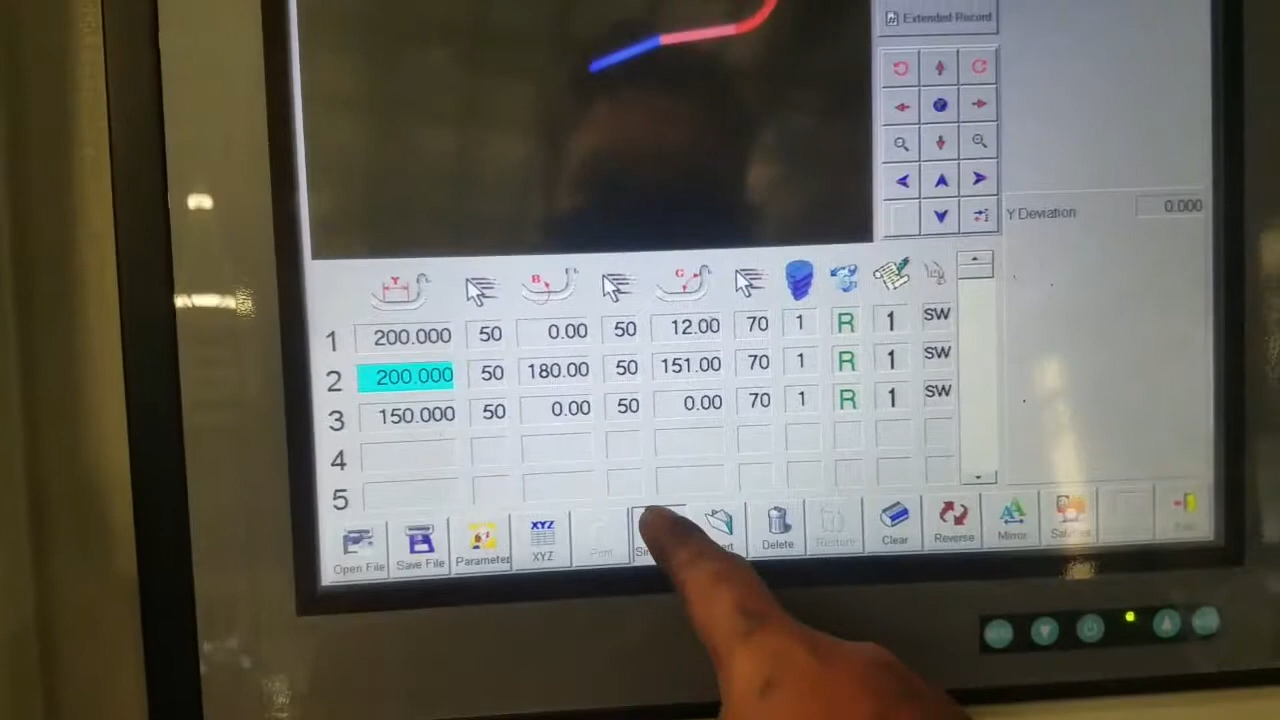 Extended Record
Y Deviation 0.000
Y B G
1 200.000 50 0.00 50 12.00 70 1 R 1 SW
2 200.000 50 180.00 50 151.00 70 1 R 1 SW
3 150.000 50 0.00 50 0.00 70 1 R 1 SW
4
5
XYZ
Open File Save File Parameter XYZ Print Delete Restore Clear Reverse Mirror